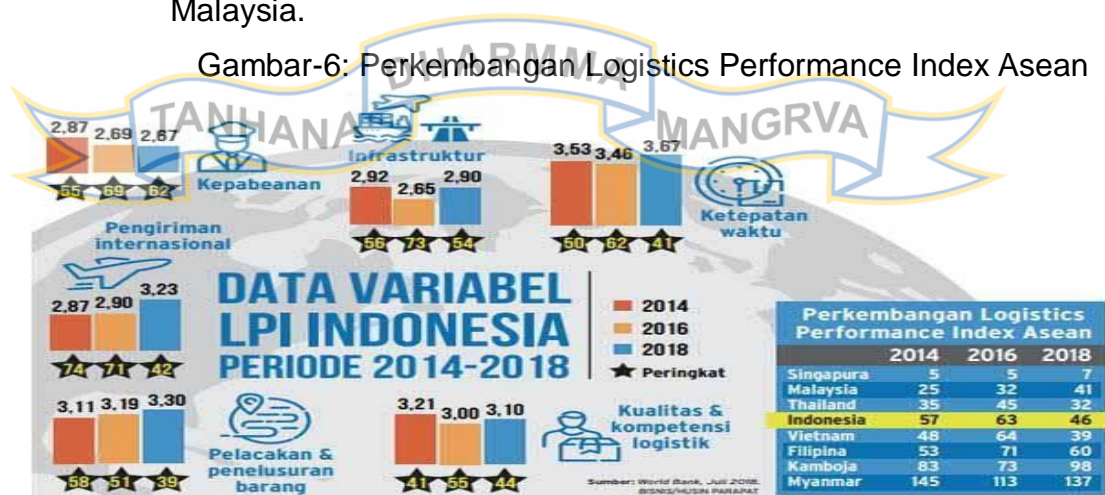 Malaysia.
Gambar-6: Perkembangan Logistics Performance Index Asean
DHARMMA
TANHANA
MANGRVA
2,87 2,69 2,67
55 69 62
Kepabeanan
Infrastruktur
2,92 2,65 2,90
56 73 54
3,53 3,46 3,67
50 62 41
Ketepatan
waktu
Pengiriman
internasional
2,87 2,90 3,23
74 71 42
DATA VARIABEL
LPI INDONESIA
PERIODE 2014-2018
2014
2016
2018
Peringkat
3,11 3,19 3,30
58 51 39
Pelacakan &
penelusuran
barang
3,21 3,00 3,10
41 55 44
Kualitas &
kompetensi
logistik
Sumber: World Bank, Juli 2018.
BISNIS/HUSIN PARAPAT
Perkembangan Logistics
Performance Index Asean
2014 2016 2018
Singapura 5 5 7
Malaysia 25 32 41
Thailand 35 45 32
Indonesia 57 63 46
Vietnam 48 64 39
Filipina 53 71 60
Kamboja 83 73 98
Myanmar 145 113 137